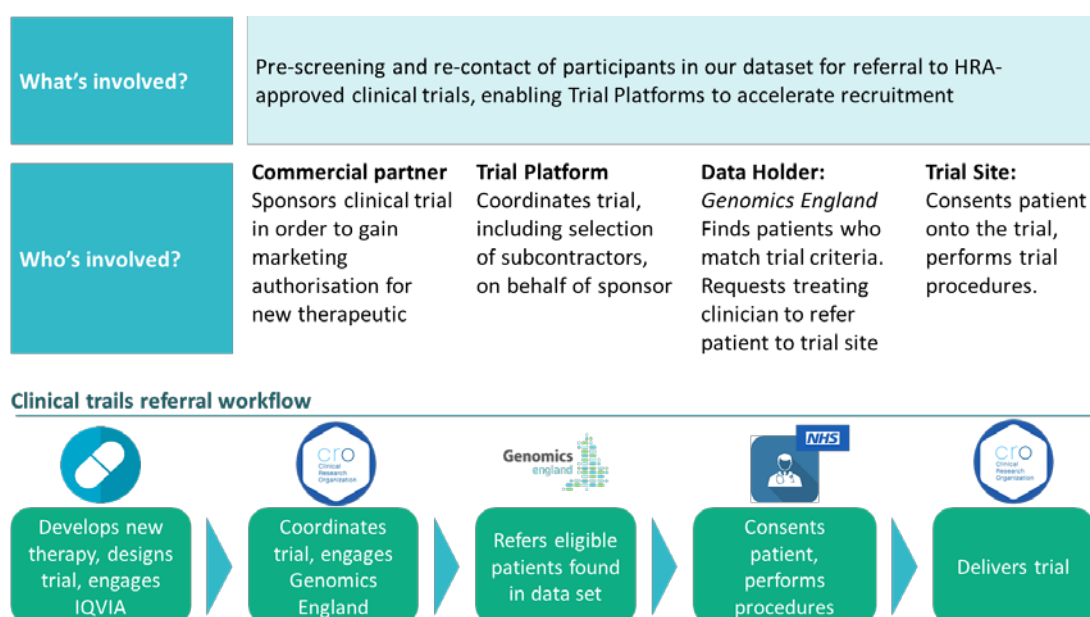 What's involved?
Pre-screening and re-contact of participants in our dataset for referral to HRA-
approved clinical trials, enabling Trial Platforms to accelerate recruitment
Who's involved?
Commercial partner
Sponsors clinical trial
in order to gain
marketing
authorisation for
new therapeutic
Trial Platform
Coordinates trial,
including selection
of subcontractors,
on behalf of sponsor
Data Holder:
Genomics England
Finds patients who
match trial criteria.
Requests treating
clinician to refer
patient to trial site
Trial Site:
Consents patient
onto the trial,
performs trial
procedures.
Clinical trails referral workflow
cro
Clinical
Research
Organization
Genomics
england
NHS
cro
Clinical
Research
Organization
Develops new
therapy, designs
trial, engages
IQVIA
Coordinates
trial, engages
Genomics
England
Refers eligible
patients found
in data set
Consents
patient,
performs
procedures
Delivers trial